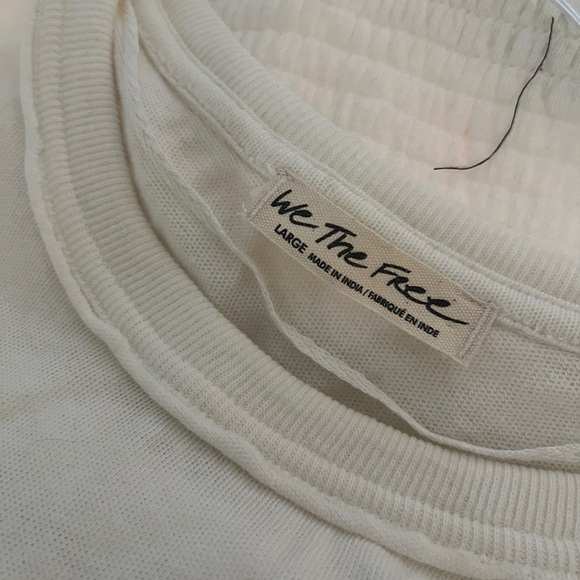 We The Free
LARGE MADE IN INDIA / FABRIQUÉ EN INDE